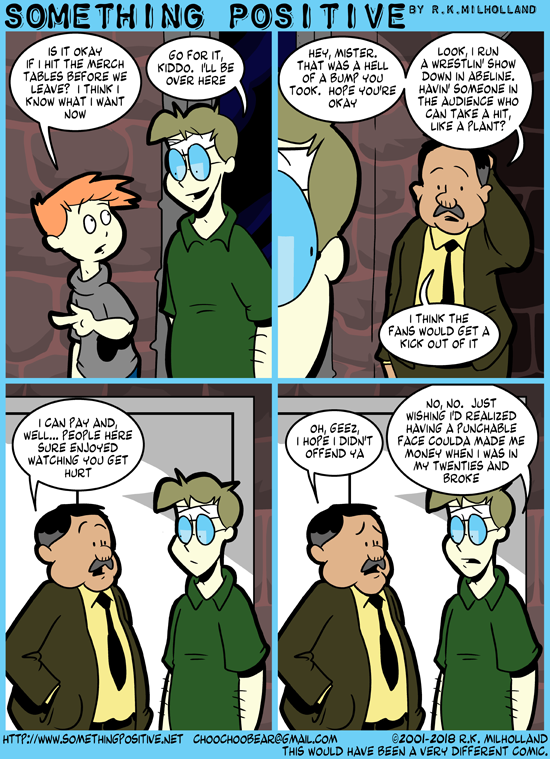 SOMETHING POSITIVE BY R.K.MILHOLLAND
IS IT OKAY
IF I HIT THE MERCH
TABLES BEFORE WE
LEAVE? I THINK I
KNOW WHAT I WANT
NOW
GO FOR IT,
KIDDO. I'LL BE
OVER HERE
HEY, MISTER.
THAT WAS A HELL
OF A BUMP YOU
TOOK. HOPE YOU'RE
OKAY
LOOK, I RUN
A WRESTLIN' SHOW
DOWN IN ABELINE.
HAVIN' SOMEONE IN
THE AUDIENCE WHO
CAN TAKE A HIT,
LIKE A PLANT?
I THINK THE
FANS WOULD GET A
KICK OUT OF IT
I CAN PAY AND,
WELL... PEOPLE HERE
SURE ENJOYED
WATCHING YOU GET
HURT
OH, GEEZ,
I HOPE I DIDN'T
OFFEND YA
NO, NO. JUST
WISHING I'D REALIZED
HAVING A PUNCHABLE
FACE COULDA MADE ME
MONEY WHEN I WAS IN
MY TWENTIES AND
BROKE
HTTP://WWW.SOMETHINGPOSITIVE.NET CHOOCHOOBEAR@GMAIL.COM ©2001-2018 R.K. MILHOLLAND
THIS WOULD HAVE BEEN A VERY DIFFERENT COMIC.